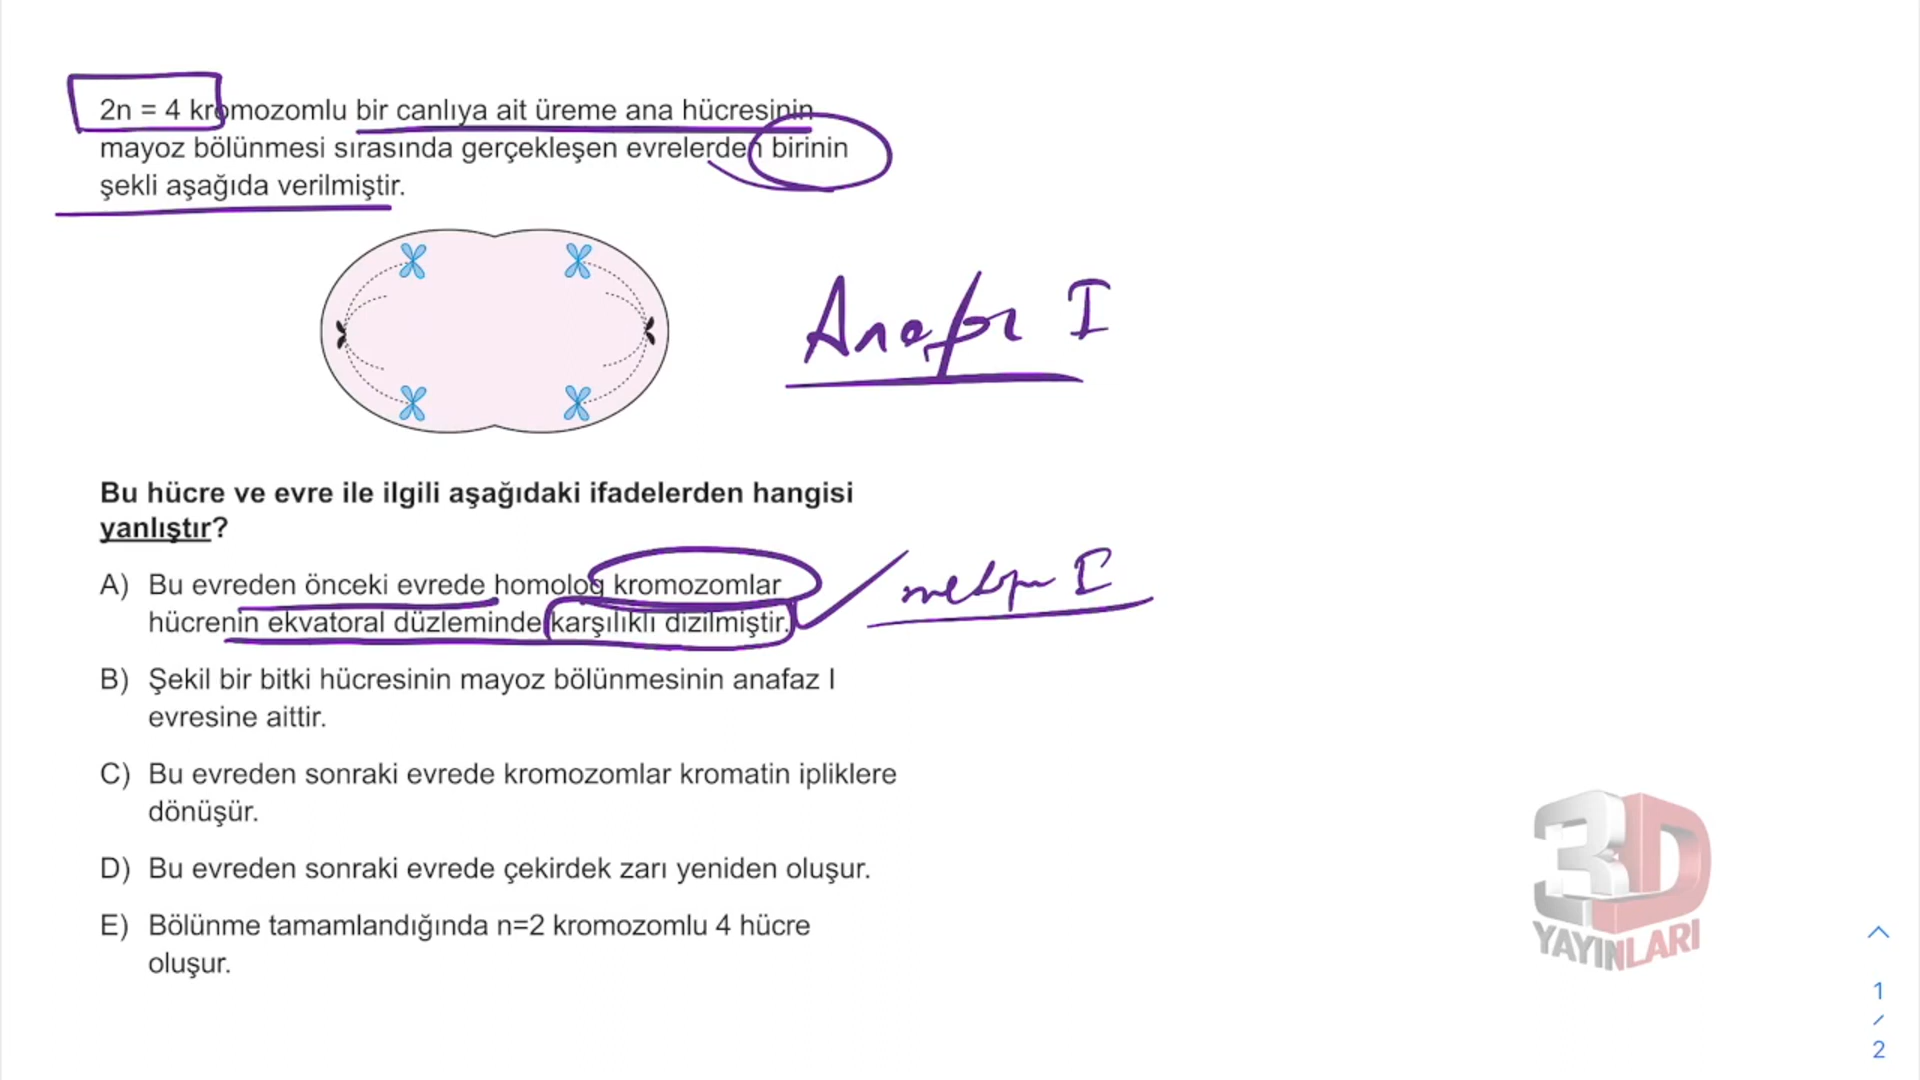 2n = 4 kromozomlu bir canlıya ait üreme ana hücresinin
mayoz bölünmesi sırasında gerçekleşen evrelerden birinin
şekli aşağıda verilmiştir.
Anafaz I
Bu hücre ve evre ile ilgili aşağıdaki ifadelerden hangisi
yanlıştır?
A) Bu evreden önceki evrede homolog kromozomlar
hücrenin ekvatoral düzleminde karşılıklı dizilmiştir.
metafaz I
B) Şekil bir bitki hücresinin mayoz bölünmesinin anafaz I
evresine aittir.
C) Bu evreden sonraki evrede kromozomlar kromatin ipliklere
dönüşür.
D) Bu evreden sonraki evrede çekirdek zarı yeniden oluşur.
E) Bölünme tamamlandığında n=2 kromozomlu 4 hücre
oluşur.
3D
YAYINLARI
1
/
2